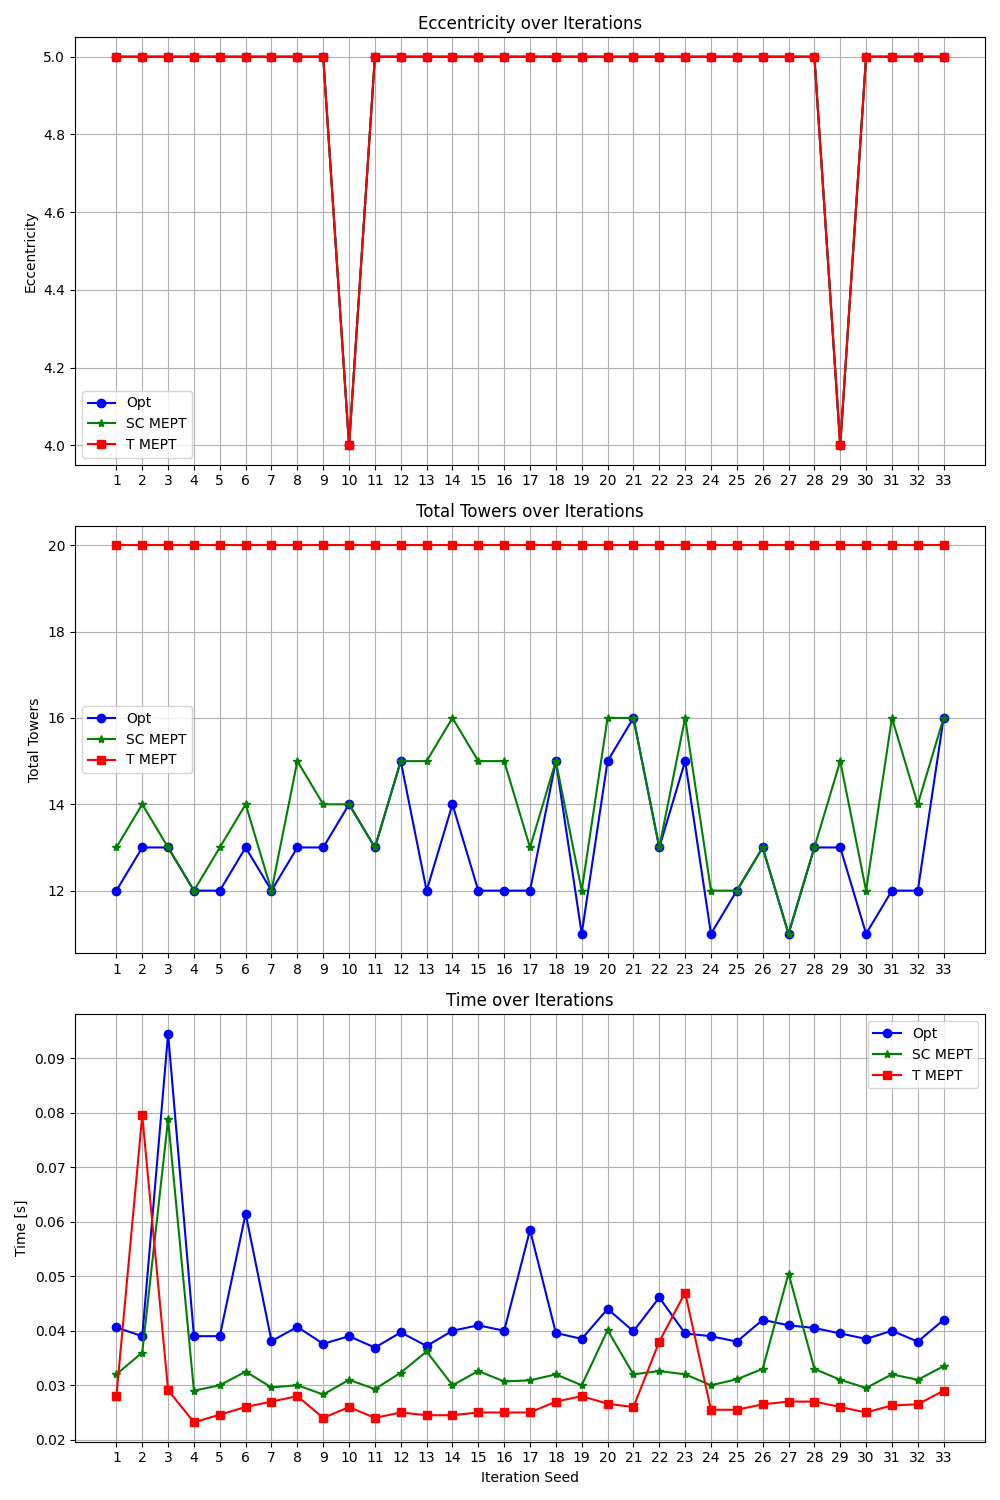 Eccentricity over Iterations
5.0
4.8
4.6
4.4
4.2
4.0
Eccentricity
Opt
SC MEPT
T MEPT
1 2 3 4 5 6 7 8 9 10 11 12 13 14 15 16 17 18 19 20 21 22 23 24 25 26 27 28 29 30 31 32 33
Total Towers over Iterations
20
18
16
14
12
Total Towers
Opt
SC MEPT
T MEPT
1 2 3 4 5 6 7 8 9 10 11 12 13 14 15 16 17 18 19 20 21 22 23 24 25 26 27 28 29 30 31 32 33
Time over Iterations
0.09
0.08
0.07
0.06
0.05
0.04
0.03
0.02
Time [s]
Opt
SC MEPT
T MEPT
1 2 3 4 5 6 7 8 9 10 11 12 13 14 15 16 17 18 19 20 21 22 23 24 25 26 27 28 29 30 31 32 33
Iteration Seed